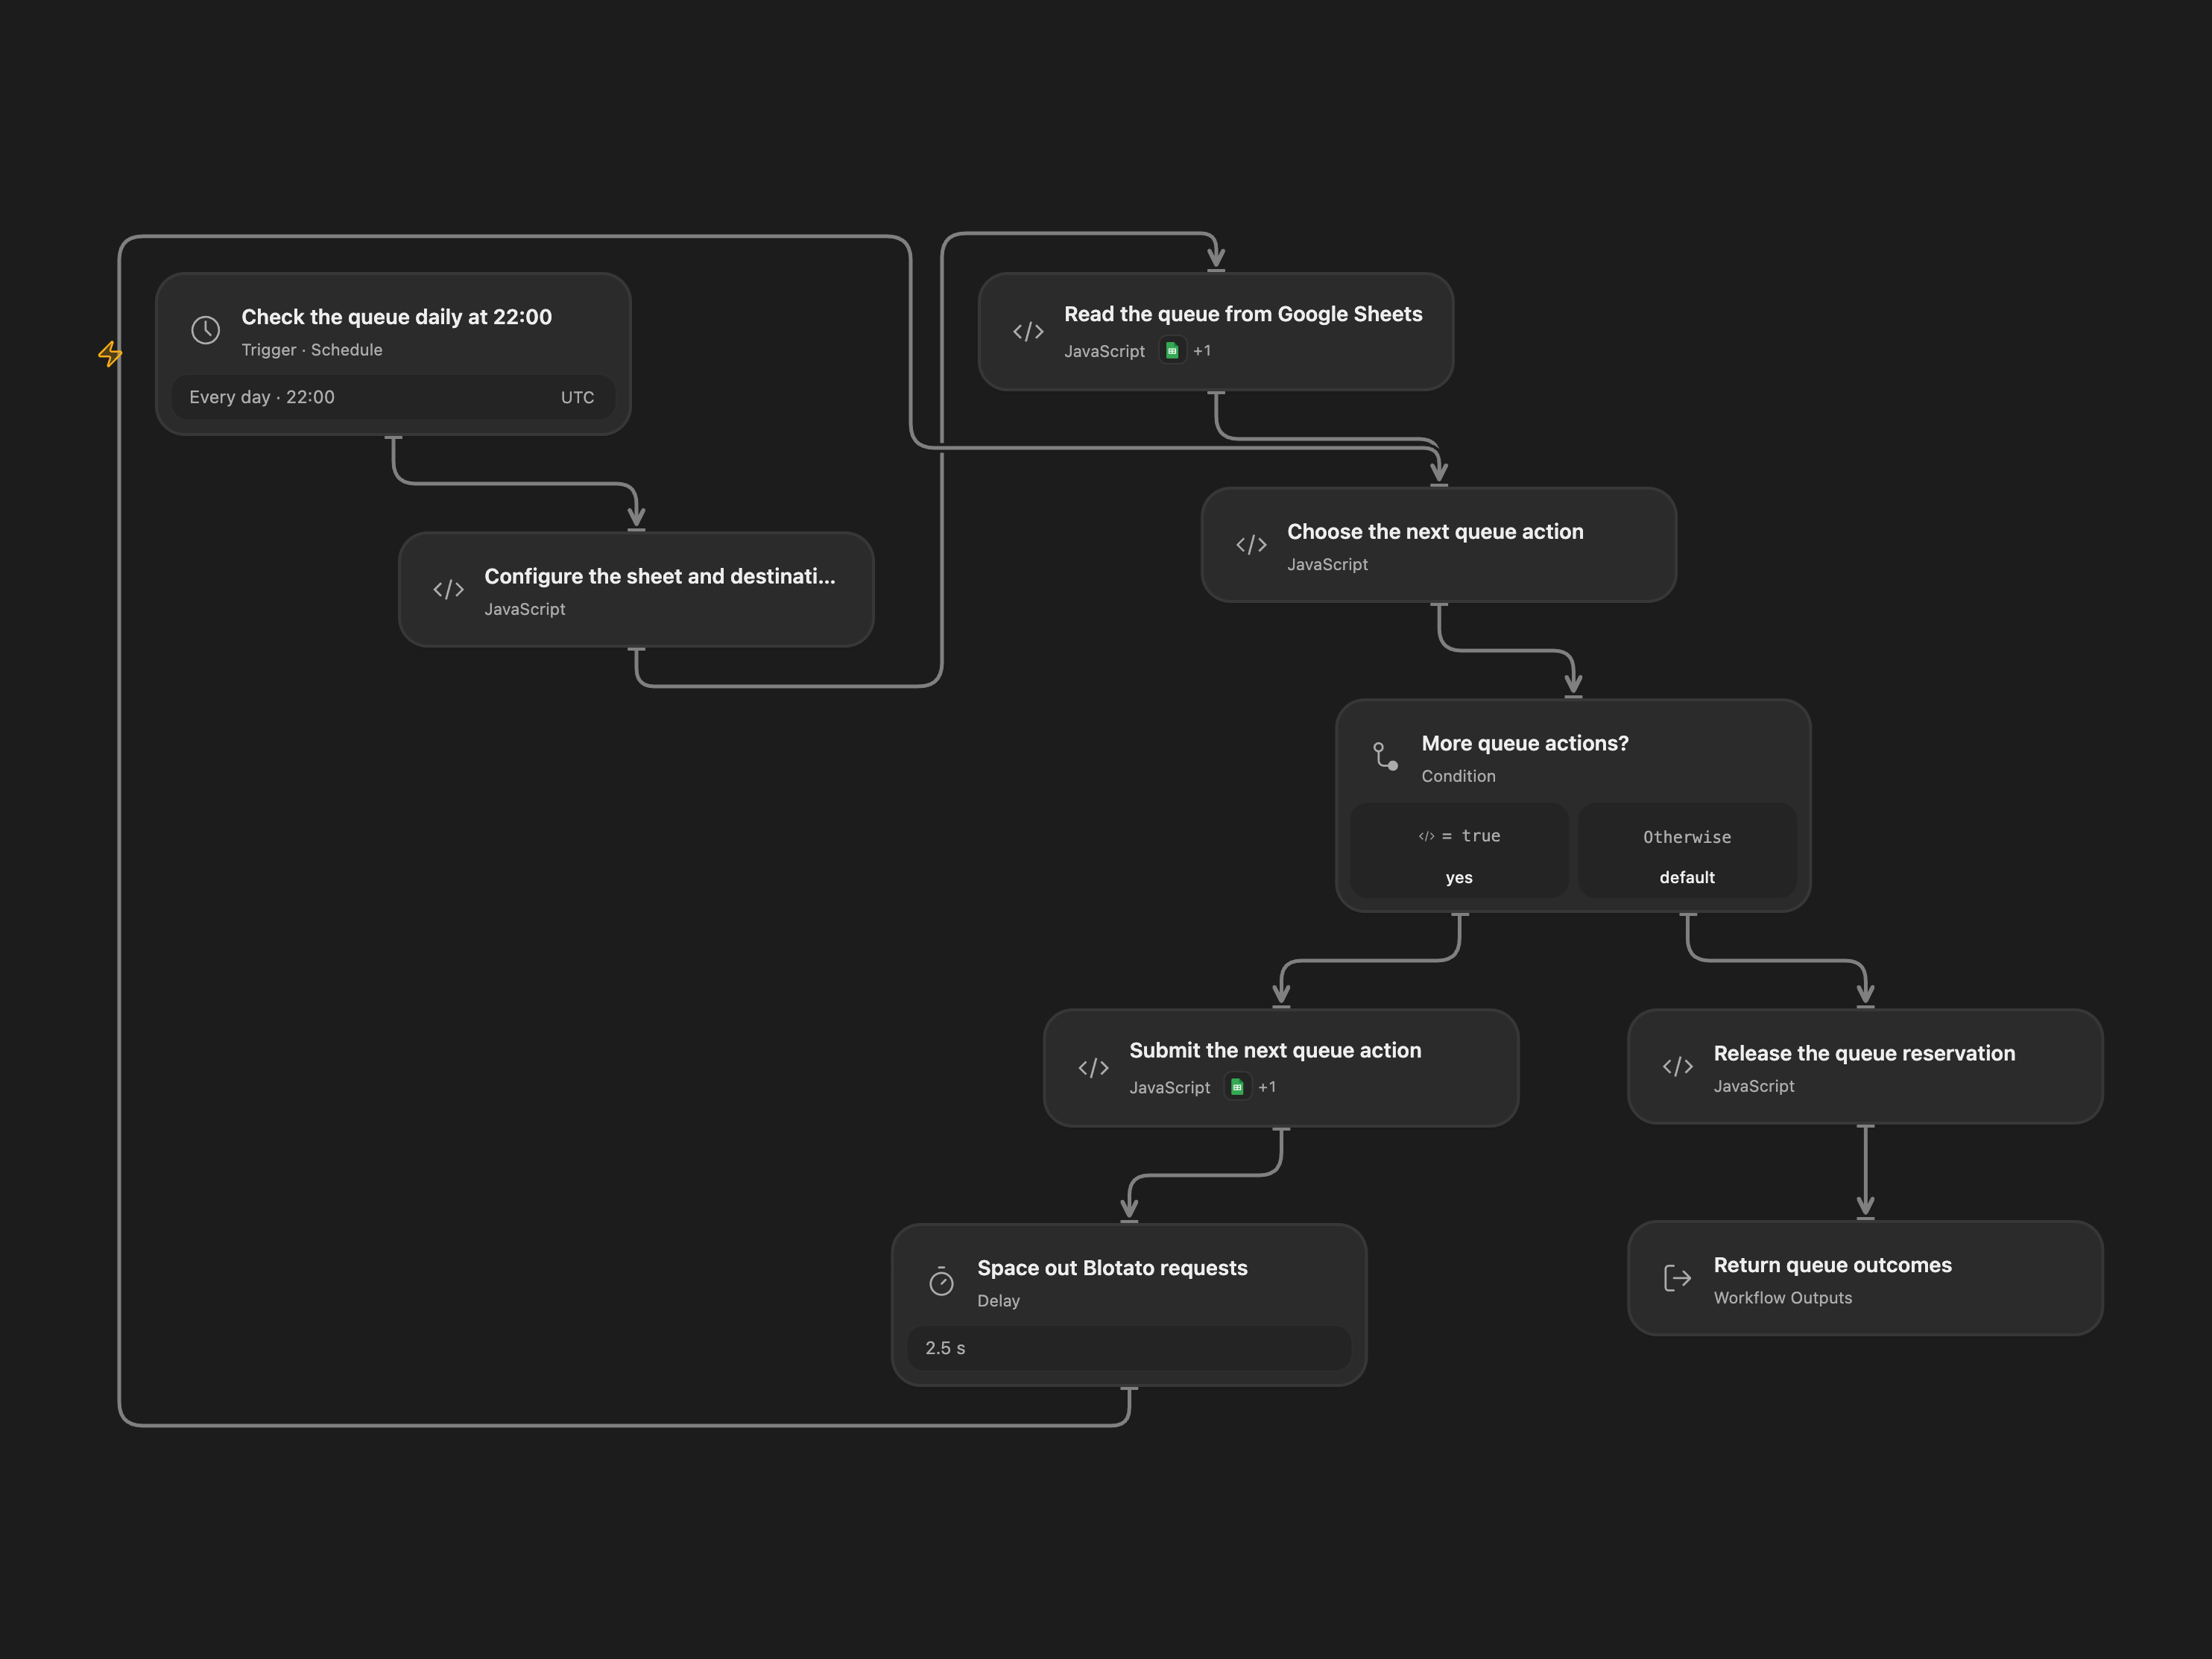 Check the queue daily at 22:00
Trigger · Schedule
Every day · 22:00
UTC
Configure the sheet and destinati...
JavaScript
Read the queue from Google Sheets
JavaScript +1
Choose the next queue action
JavaScript
More queue actions?
Condition
</> = true
yes
Otherwise
default
Submit the next queue action
JavaScript +1
Release the queue reservation
JavaScript
Space out Blotato requests
Delay
2.5 s
Return queue outcomes
Workflow Outputs